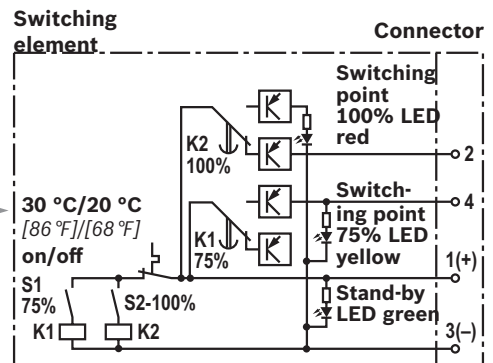 Switching
element
Connector
Switching
point
100% LED
red
K2
100%
2
30 °C/20 °C
[86 °F]/[68 °F]
on/off
Switch-
ing point
75% LED
yellow
4
K1
75%
1(+)
S1
75%
S2-100%
Stand-by
LED green
K1
K2
3(–)